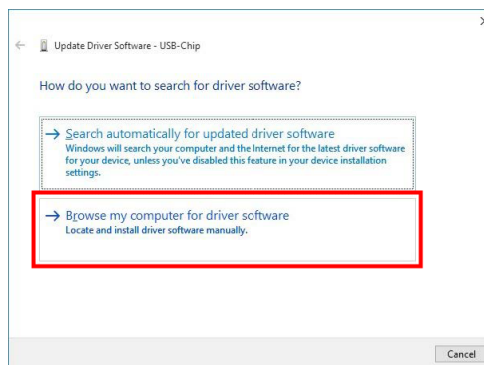 Update Driver Software - USB-Chip
How do you want to search for driver software?
Search automatically for updated driver software
Windows will search your computer and the Internet for the latest driver software
for your device, unless you've disabled this feature in your device installation
settings.
Browse my computer for driver software
Locate and install driver software manually.
Cancel